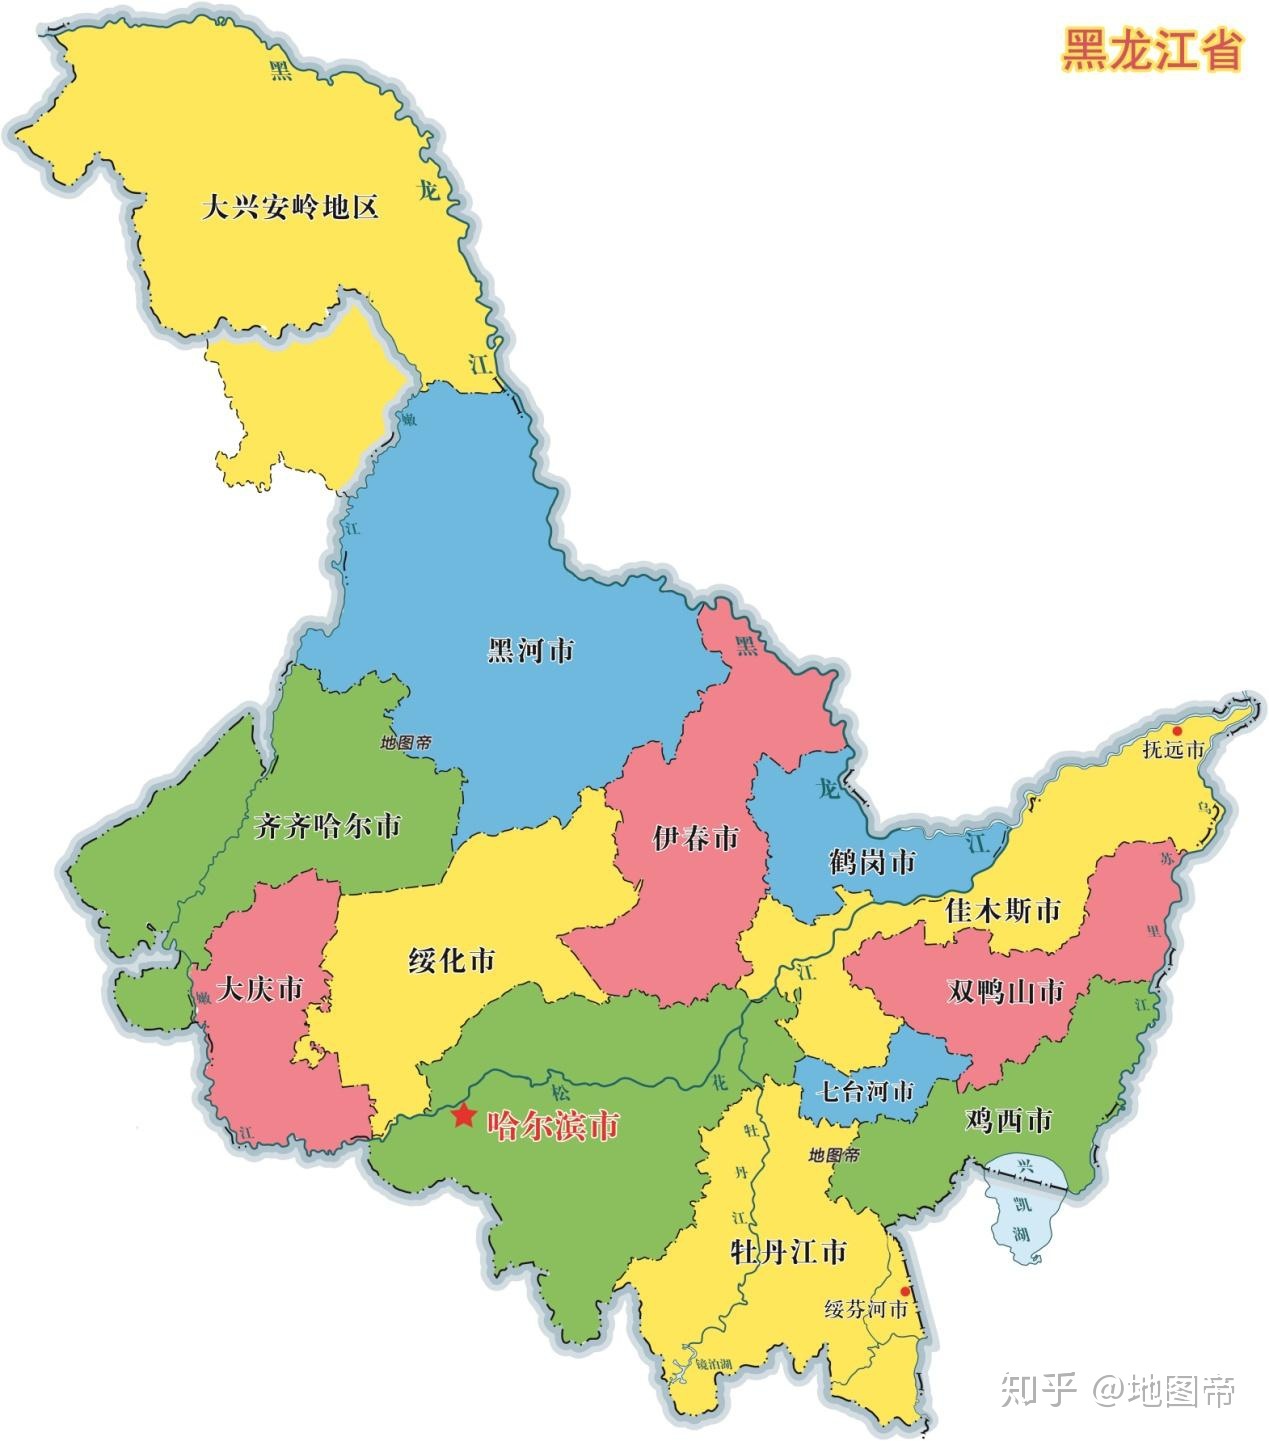 黑龙江省
黑
龙
江
大兴安岭地区
嫩
江
黑河市
地图帝
齐齐哈尔市
黑
龙
江
伊春市
鹤岗市
抚远市
乌
苏
里
江
佳木斯市
绥化市
大庆市
嫩
江
双鸭山市
江
花
松
七台河市
鸡西市
哈尔滨市
地图帝
牡
丹
江
兴
凯
湖
牡丹江市
绥芬河市
镜泊湖
知乎 @地图帝